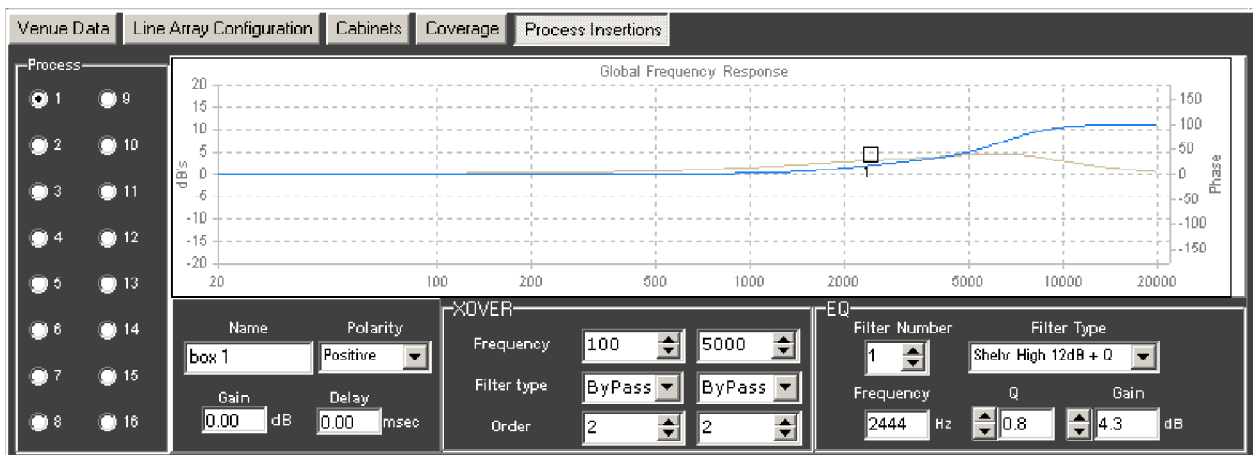 Venue Data Line Array Configuration Cabinets Coverage Process Insertions
Process
1 9
2 10
3 11
4 12
5 13
6 14
7 15
8 16
Global Frequency Response
dB's
20
15
10
5
0
-5
-10
-15
-20
1
150
100
50
0
-50
-100
-150
Phase
20 100 200 500 1000 2000 5000 10000 20000
Name Polarity
box 1 Positive
Gain Delay
0.00 dB 0.00 msec
XOVER
Frequency 100 5000
Filter type ByPass ByPass
Order 2 2
EQ
Filter Number Filter Type
1 Shelv High 12dB + Q
Frequency Q Gain
2444 Hz 0.8 4.3 dB